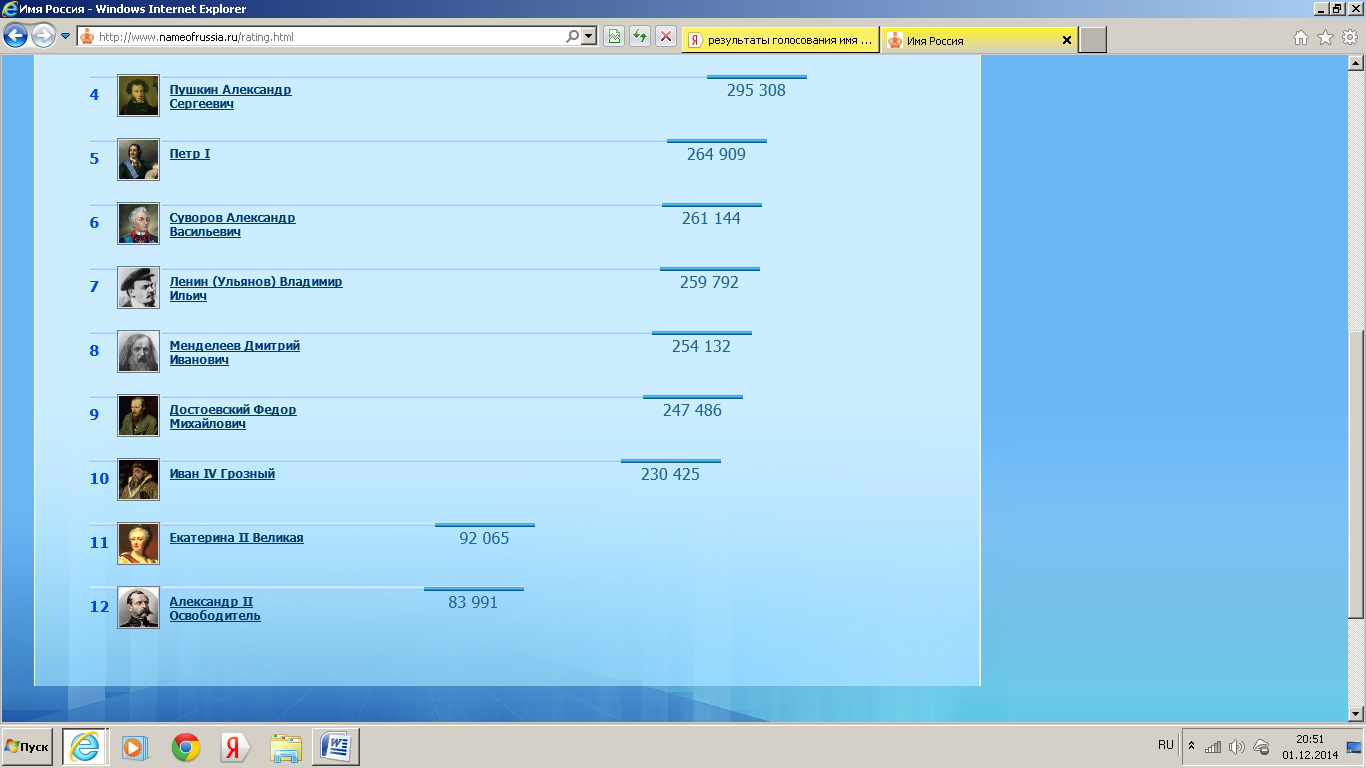 Имя Россия - Windows Internet Explorer
http://www.nameofrussia.ru/rating.html
результаты голосования имя ...
Имя Россия
4
Пушкин Александр
Сергеевич
295 308
5
Петр I
264 909
6
Суворов Александр
Васильевич
261 144
7
Ленин (Ульянов) Владимир
Ильич
259 792
8
Менделеев Дмитрий
Иванович
254 132
9
Достоевский Федор
Михайлович
247 486
10
Иван IV Грозный
230 425
11
Екатерина II Великая
92 065
12
Александр II
Освободитель
83 991
Пуск
RU
20:51
01.12.2014